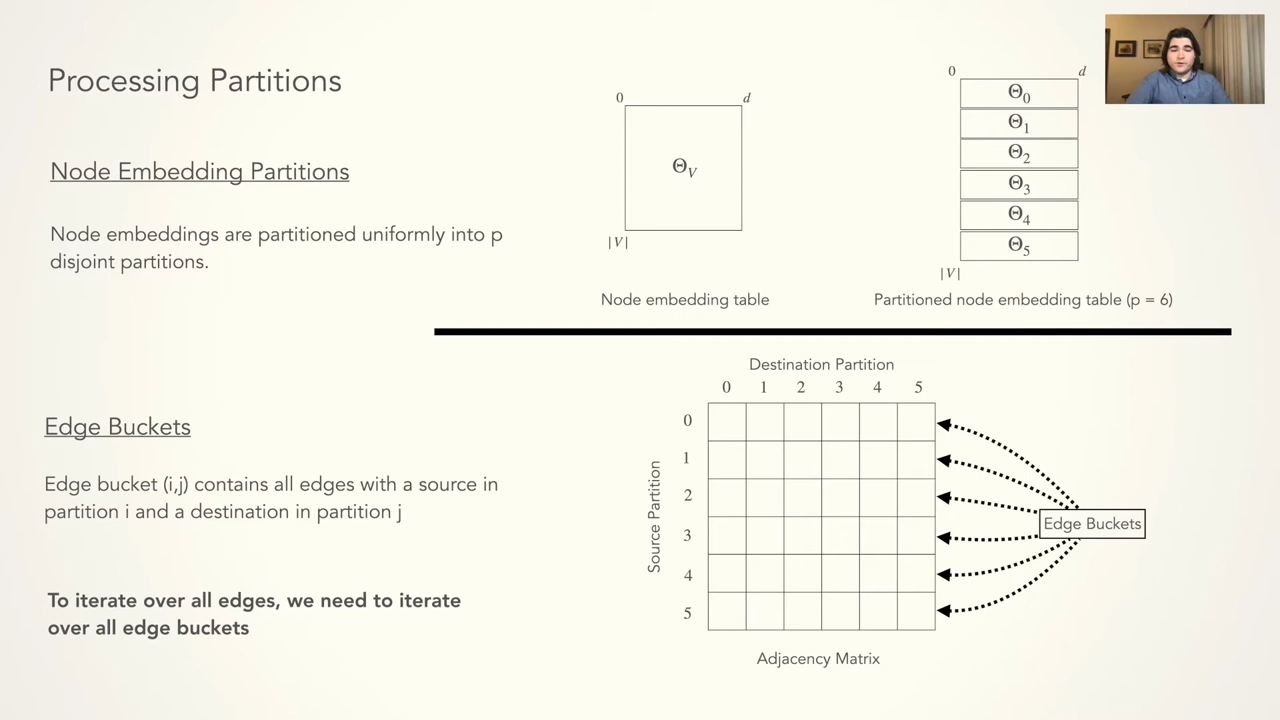 Processing Partitions
Node Embedding Partitions
Node embeddings are partitioned uniformly into p
disjoint partitions.
0 d
Θ_V
|V|
Node embedding table
0 d
Θ_0
Θ_1
Θ_2
Θ_3
Θ_4
Θ_5
|V|
Partitioned node embedding table (p = 6)
Edge Buckets
Edge bucket (i,j) contains all edges with a source in
partition i and a destination in partition j
To iterate over all edges, we need to iterate
over all edge buckets
Destination Partition
0 1 2 3 4 5
Source Partition
0
1
2
3
4
5
Edge Buckets
Adjacency Matrix